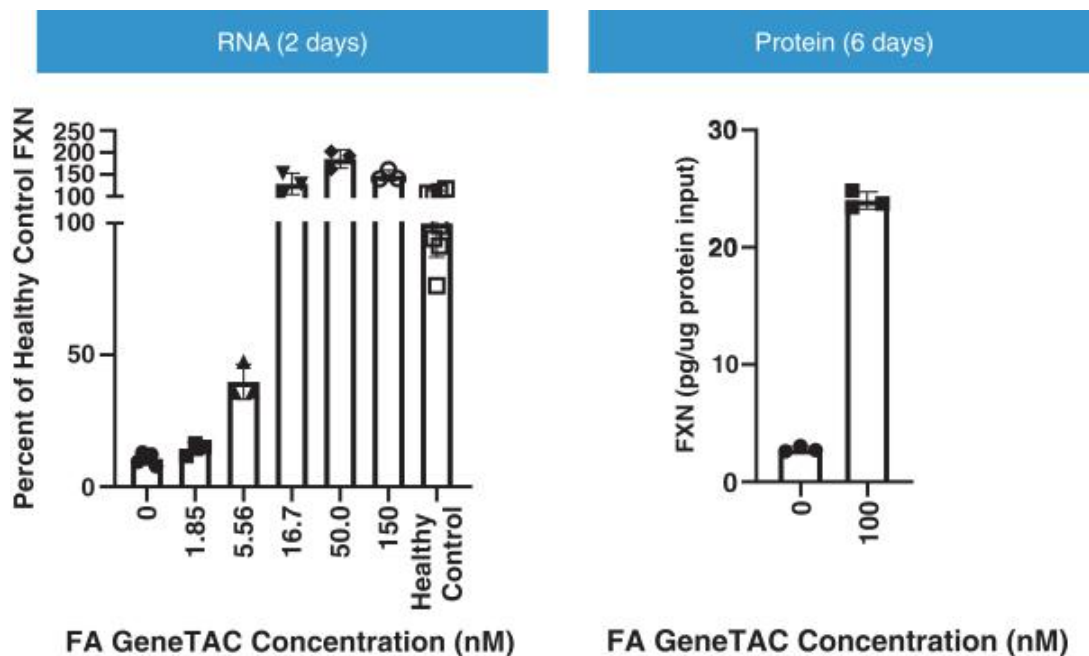 RNA (2 days)
Protein (6 days)
Percent of Healthy Control FXN
250
200
150
100
100
50
0
0
1.85
5.56
16.7
50.0
150
Healthy
Control
FA GeneTAC Concentration (nM)
FXN (pg/ug protein input)
30
20
10
0
0
100
FA GeneTAC Concentration (nM)